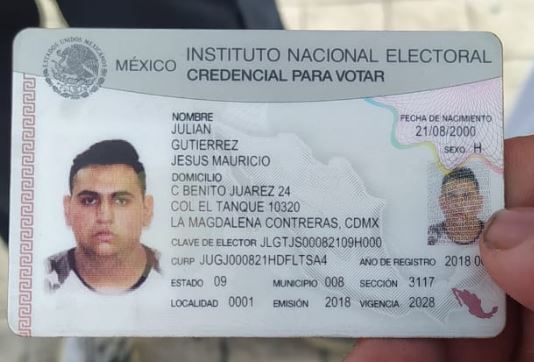 ESTADOS UNIDOS MEXICANOS
MÉXICO INSTITUTO NACIONAL ELECTORAL
CREDENCIAL PARA VOTAR
NOMBRE
JULIAN
GUTIERREZ
JESUS MAURICIO
FECHA DE NACIMIENTO
21/08/2000
SEXO H
DOMICILIO
C BENITO JUAREZ 24
COL EL TANQUE 10320
LA MAGDALENA CONTRERAS, CDMX
CLAVE DE ELECTOR JLGTJS00082109H000
CURP JUGJ000821HDFLTSA4 AÑO DE REGISTRO 2018
ESTADO 09 MUNICIPIO 008 SECCIÓN 3117
LOCALIDAD 0001 EMISIÓN 2018 VIGENCIA 2028